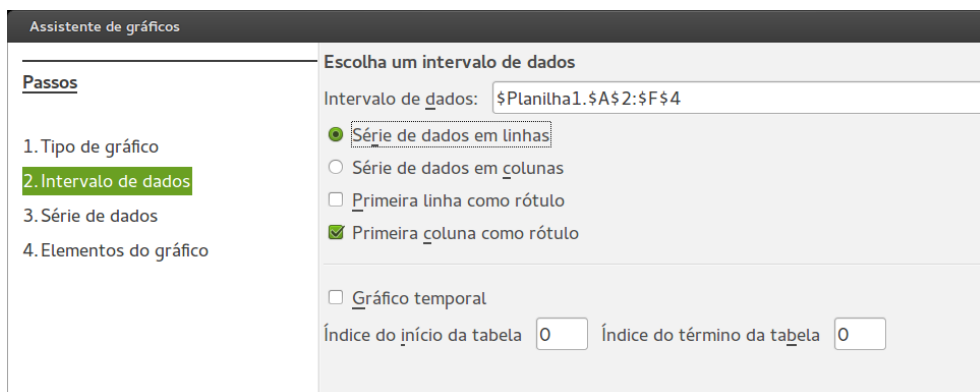 Assistente de gráficos
Passos
1. Tipo de gráfico
2. Intervalo de dados
3. Série de dados
4. Elementos do gráfico
Escolha um intervalo de dados
Intervalo de dados: $Planilha1.$A$2:$F$4
Série de dados em linhas
Série de dados em colunas
Primeira linha como rótulo
Primeira coluna como rótulo
Gráfico temporal
Índice do início da tabela 0 Índice do término da tabela 0